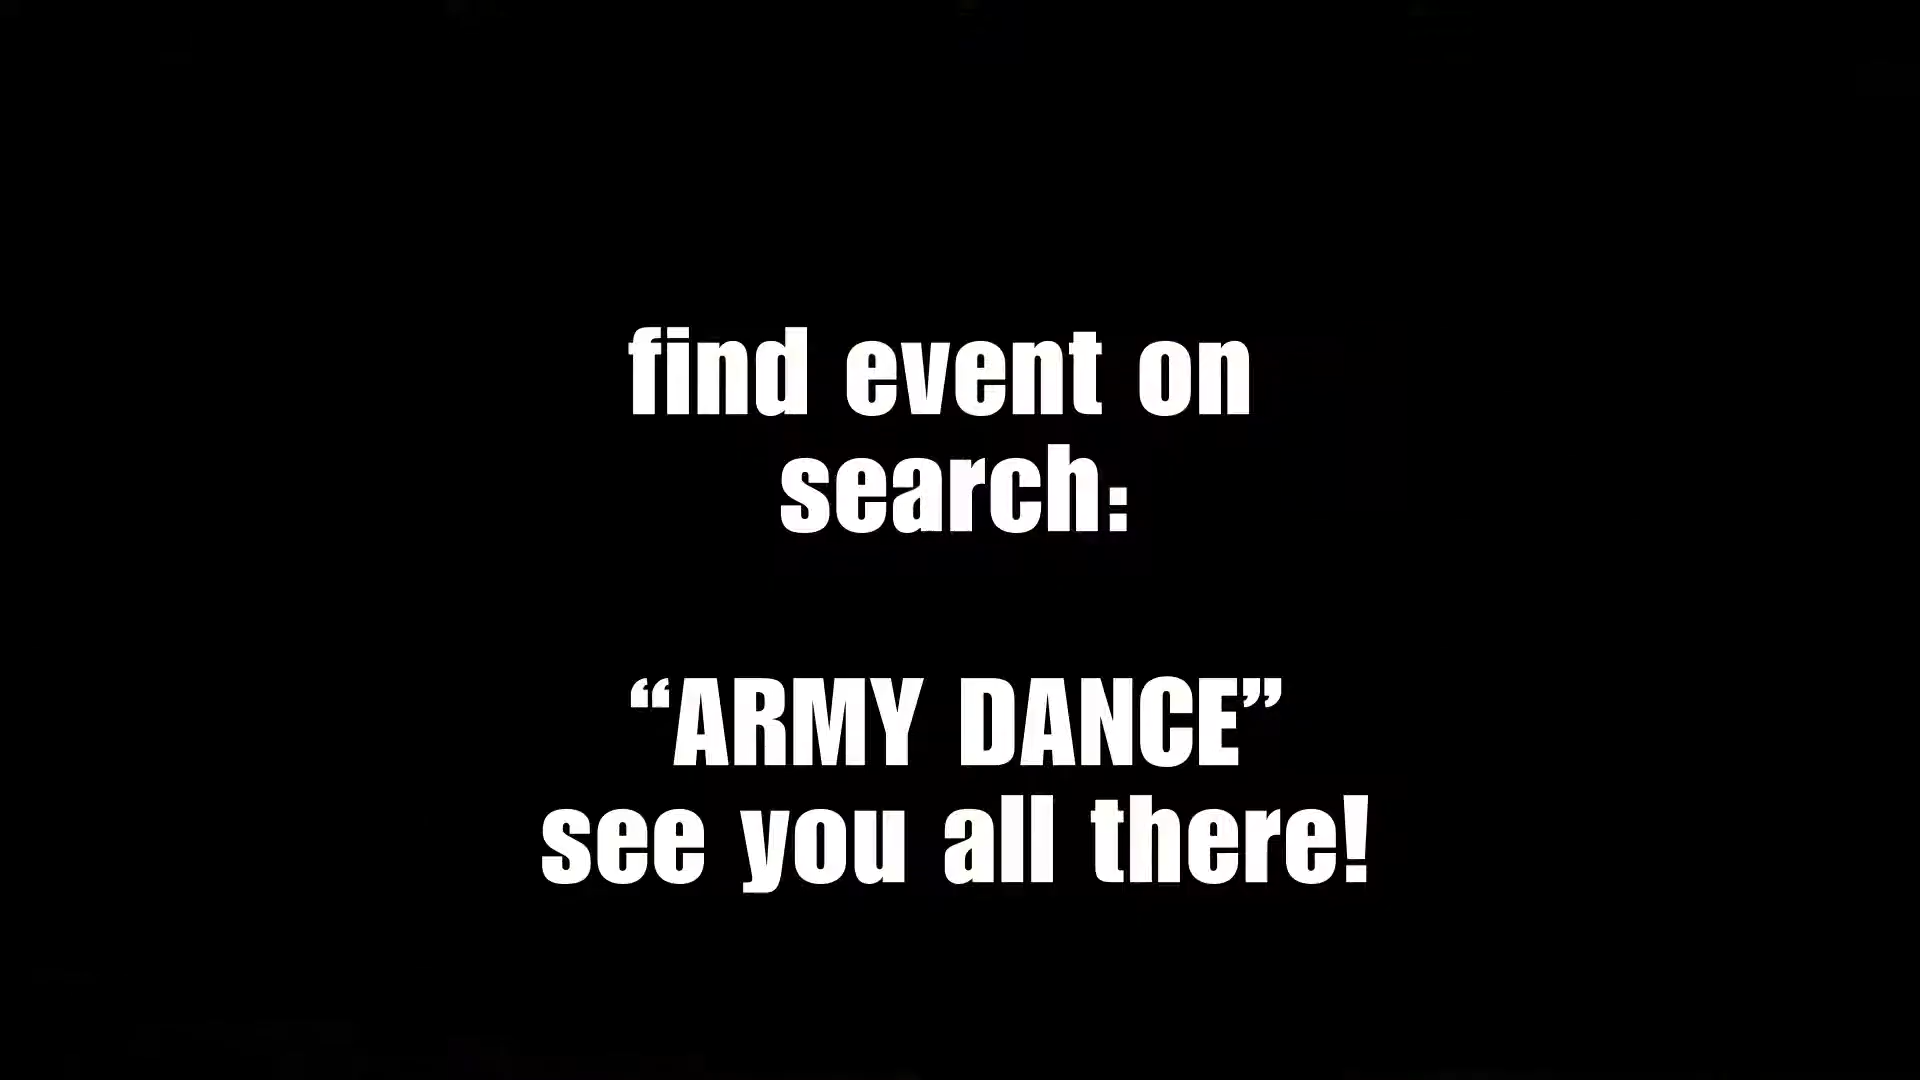 find event on
search:
“ARMY DANCE”
see you all there!